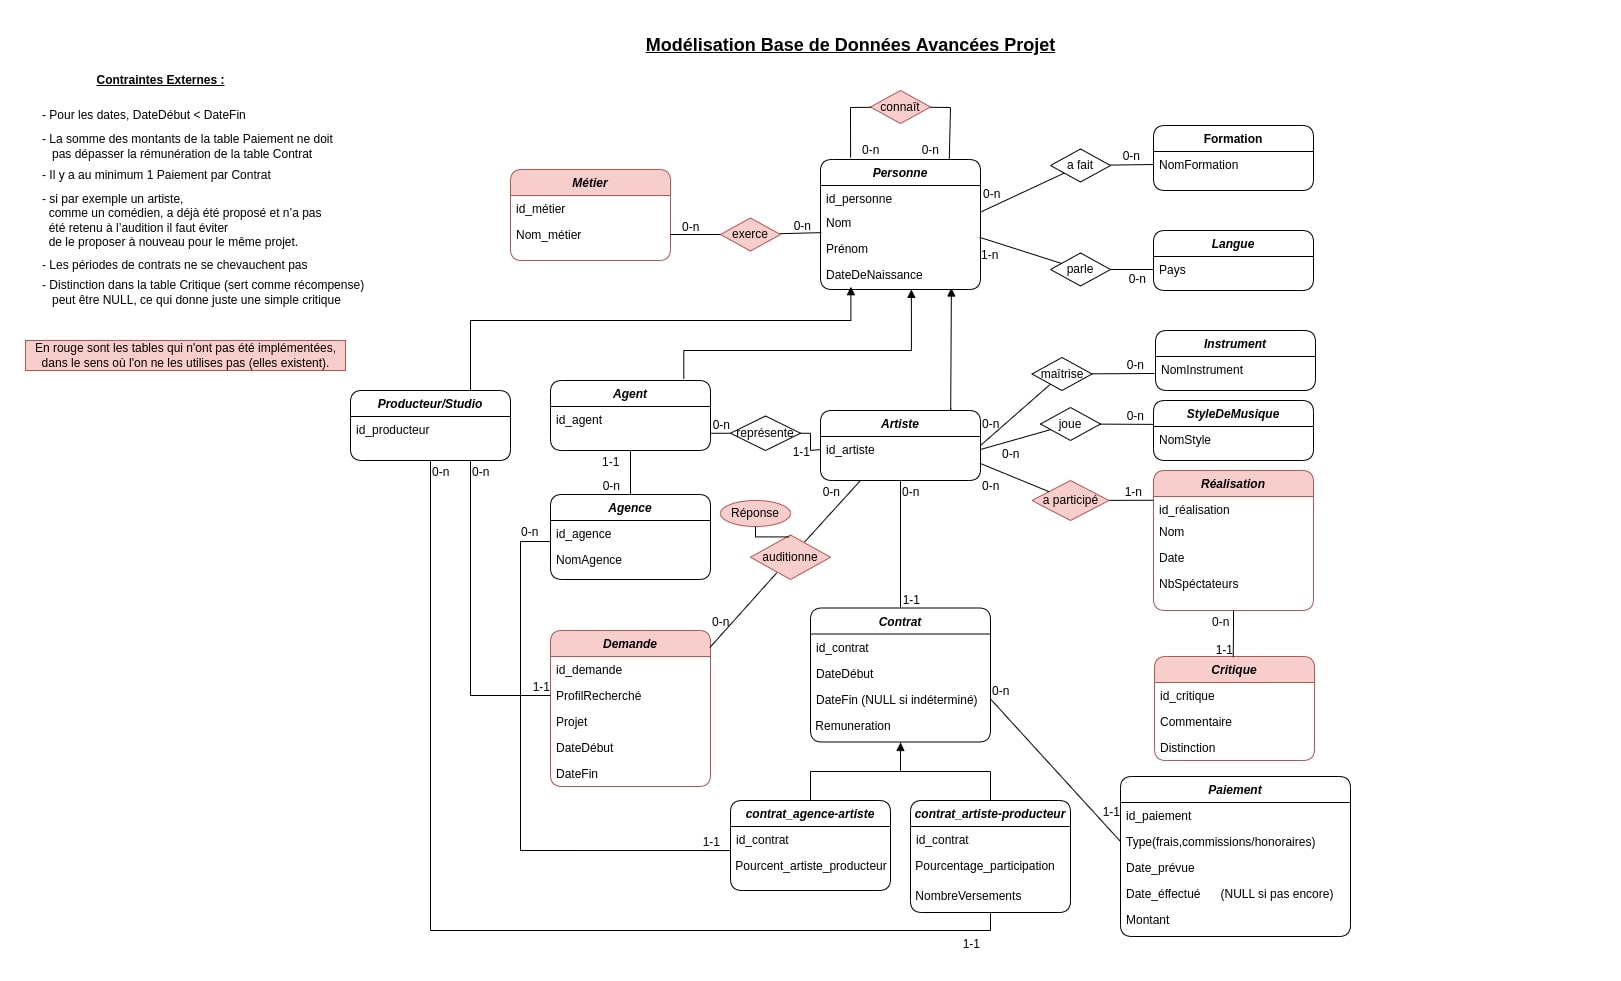 Modélisation Base de Données Avancées Projet
Contraintes Externes :
- Pour les dates, DateDébut < DateFin
- La somme des montants de la table Paiement ne doit
pas dépasser la rémunération de la table Contrat
- Il y a au minimum 1 Paiement par Contrat
- si par exemple un artiste,
comme un comédien, a déjà été proposé et n'a pas
été retenu à l'audition il faut éviter
de le proposer à nouveau pour le même projet.
- Les périodes de contrats ne se chevauchent pas
- Distinction dans la table Critique (sert comme récompense)
peut être NULL, ce qui donne juste une simple critique
En rouge sont les tables qui n'ont pas été implémentées,
dans le sens où l'on ne les utilises pas (elles existent).
connaît
0-n
0-n
Métier
id_métier
Nom_métier
0-n
exerce
0-n
Personne
id_personne
Nom
Prénom
DateDeNaissance
0-n
a fait
0-n
Formation
NomFormation
1-n
parle
0-n
Langue
Pays
Producteur/Studio
id_producteur
0-n
0-n
Agent
id_agent
0-n
représente
1-1
1-1
0-n
Artiste
id_artiste
0-n
maîtrise
0-n
Instrument
NomInstrument
0-n
joue
0-n
StyleDeMusique
NomStyle
0-n
a participé
1-n
Réalisation
id_réalisation
Nom
Date
NbSpéctateurs
0-n
1-1
Critique
id_critique
Commentaire
Distinction
Agence
id_agence
NomAgence
0-n
Réponse
auditionne
0-n
0-n
0-n
1-1
Demande
id_demande
ProfilRecherché
Projet
DateDébut
DateFin
1-1
Contrat
id_contrat
DateDébut
DateFin (NULL si indéterminé)
Remuneration
0-n
1-1
contrat_agence-artiste
id_contrat
Pourcent_artiste_producteur
1-1
contrat_artiste-producteur
id_contrat
Pourcentage_participation
NombreVersements
1-1
Paiement
id_paiement
Type(frais,commissions/honoraires)
Date_prévue
Date_éffectué (NULL si pas encore)
Montant